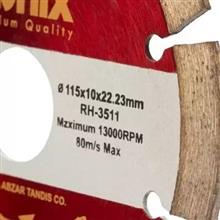 onix
ium Quality
Ø 115x10x22.23mm
RH-3511
Mzximum 13000RPM
80m/s Max
ABZAR TANDIS CO.